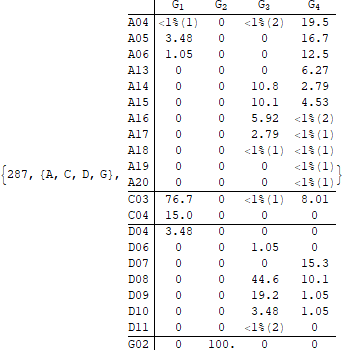 G1 G2 G3 G4
A04 <1%(1) 0 <1%(2) 19.5
A05 3.48 0 0 16.7
A06 1.05 0 0 12.5
A13 0 0 0 6.27
A14 0 0 10.8 2.79
A15 0 0 10.1 4.53
A16 0 0 5.92 <1%(2)
A17 0 0 2.79 <1%(1)
A18 0 0 <1%(1) <1%(1)
A19 0 0 0 <1%(1)
{287, {A, C, D, G}, A20 0 0 0 <1%(1) }
C03 76.7 0 <1%(1) 8.01
C04 15.0 0 0 0
D04 3.48 0 0 0
D06 0 0 1.05 0
D07 0 0 0 15.3
D08 0 0 44.6 10.1
D09 0 0 19.2 1.05
D10 0 0 3.48 1.05
D11 0 0 <1%(2) 0
G02 0 100. 0 0